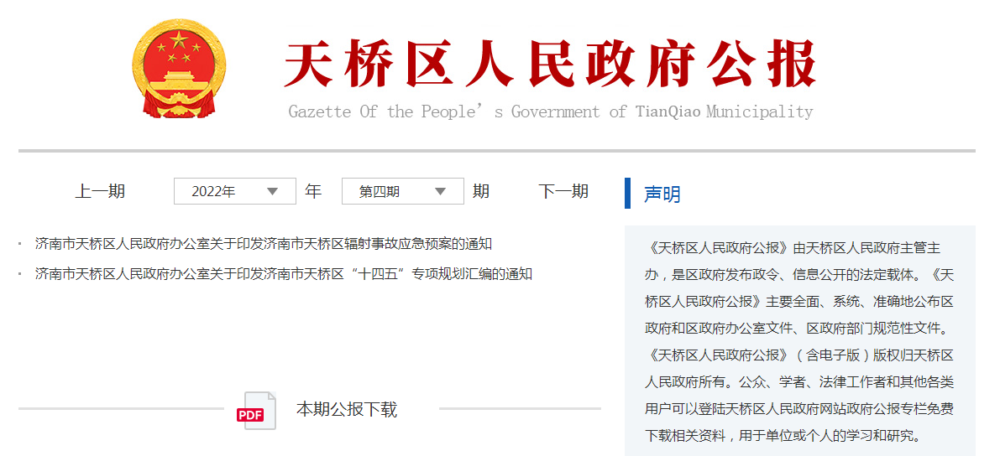 天桥区人民政府公报
Gazette Of the People’s Government of TianQiao Municipality
上一期 2022年 年 第四期 期 下一期
济南市天桥区人民政府办公室关于印发济南市天桥区辐射事故应急预案的通知
济南市天桥区人民政府办公室关于印发济南市天桥区“十四五”专项规划汇编的通知
PDF 本期公报下载
声明
《天桥区人民政府公报》由天桥区人民政府主管主
办，是区政府发布政令、信息公开的法定载体。《天
桥区人民政府公报》主要全面、系统、准确地公布区
政府和区政府办公室文件、区政府部门规范性文件。
《天桥区人民政府公报》（含电子版）版权归天桥区
人民政府所有。公众、学者、法律工作者和其他各类
用户可以登陆天桥区人民政府网站政府公报专栏免费
下载相关资料，用于单位或个人的学习和研究。